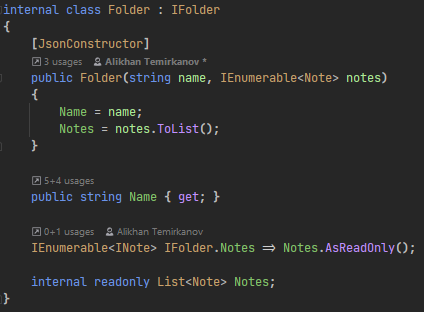 internal class Folder : IFolder
{
[JsonConstructor]
3 usages Alikhan Temirkanov *
public Folder(string name, IEnumerable<Note> notes)
{
Name = name;
Notes = notes.ToList();
}
5+4 usages
public string Name { get; }
0+1 usages Alikhan Temirkanov
IEnumerable<INote> IFolder.Notes => Notes.AsReadOnly();
internal readonly List<Note> Notes;
}